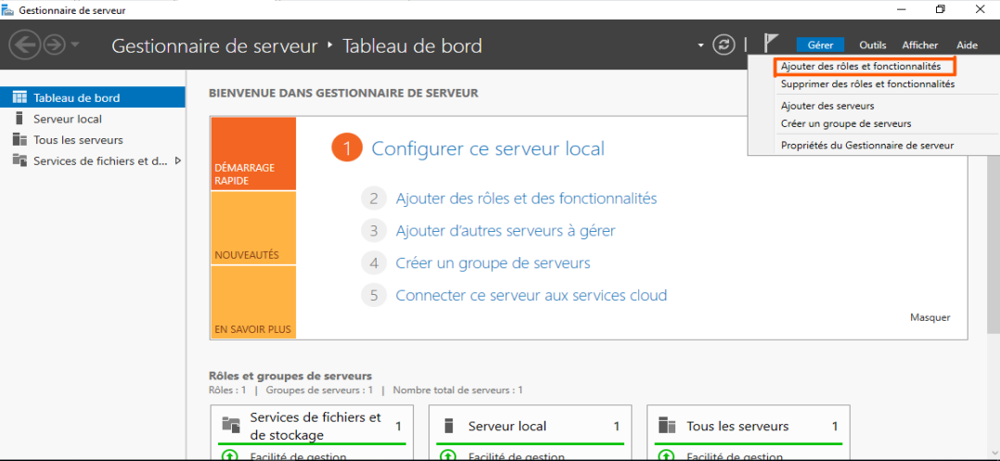 Gestionnaire de serveur
Gestionnaire de serveur ‣ Tableau de bord
Gérer Outils Afficher Aide
Ajouter des rôles et fonctionnalités
Supprimer des rôles et fonctionnalités
Ajouter des serveurs
Créer un groupe de serveurs
Propriétés du Gestionnaire de serveur
Tableau de bord
Serveur local
Tous les serveurs
Services de fichiers et d...
BIENVENUE DANS GESTIONNAIRE DE SERVEUR
DÉMARRAGE
RAPIDE
NOUVEAUTÉS
EN SAVOIR PLUS
1 Configurer ce serveur local
2 Ajouter des rôles et des fonctionnalités
3 Ajouter d'autres serveurs à gérer
4 Créer un groupe de serveurs
5 Connecter ce serveur aux services cloud
Masquer
Rôles et groupes de serveurs
Rôles : 1 | Groupes de serveurs : 1 | Nombre total de serveurs : 1
Services de fichiers et
de stockage 1
Facilité de gestion
Serveur local 1
Facilité de gestion
Tous les serveurs 1
Facilité de gestion